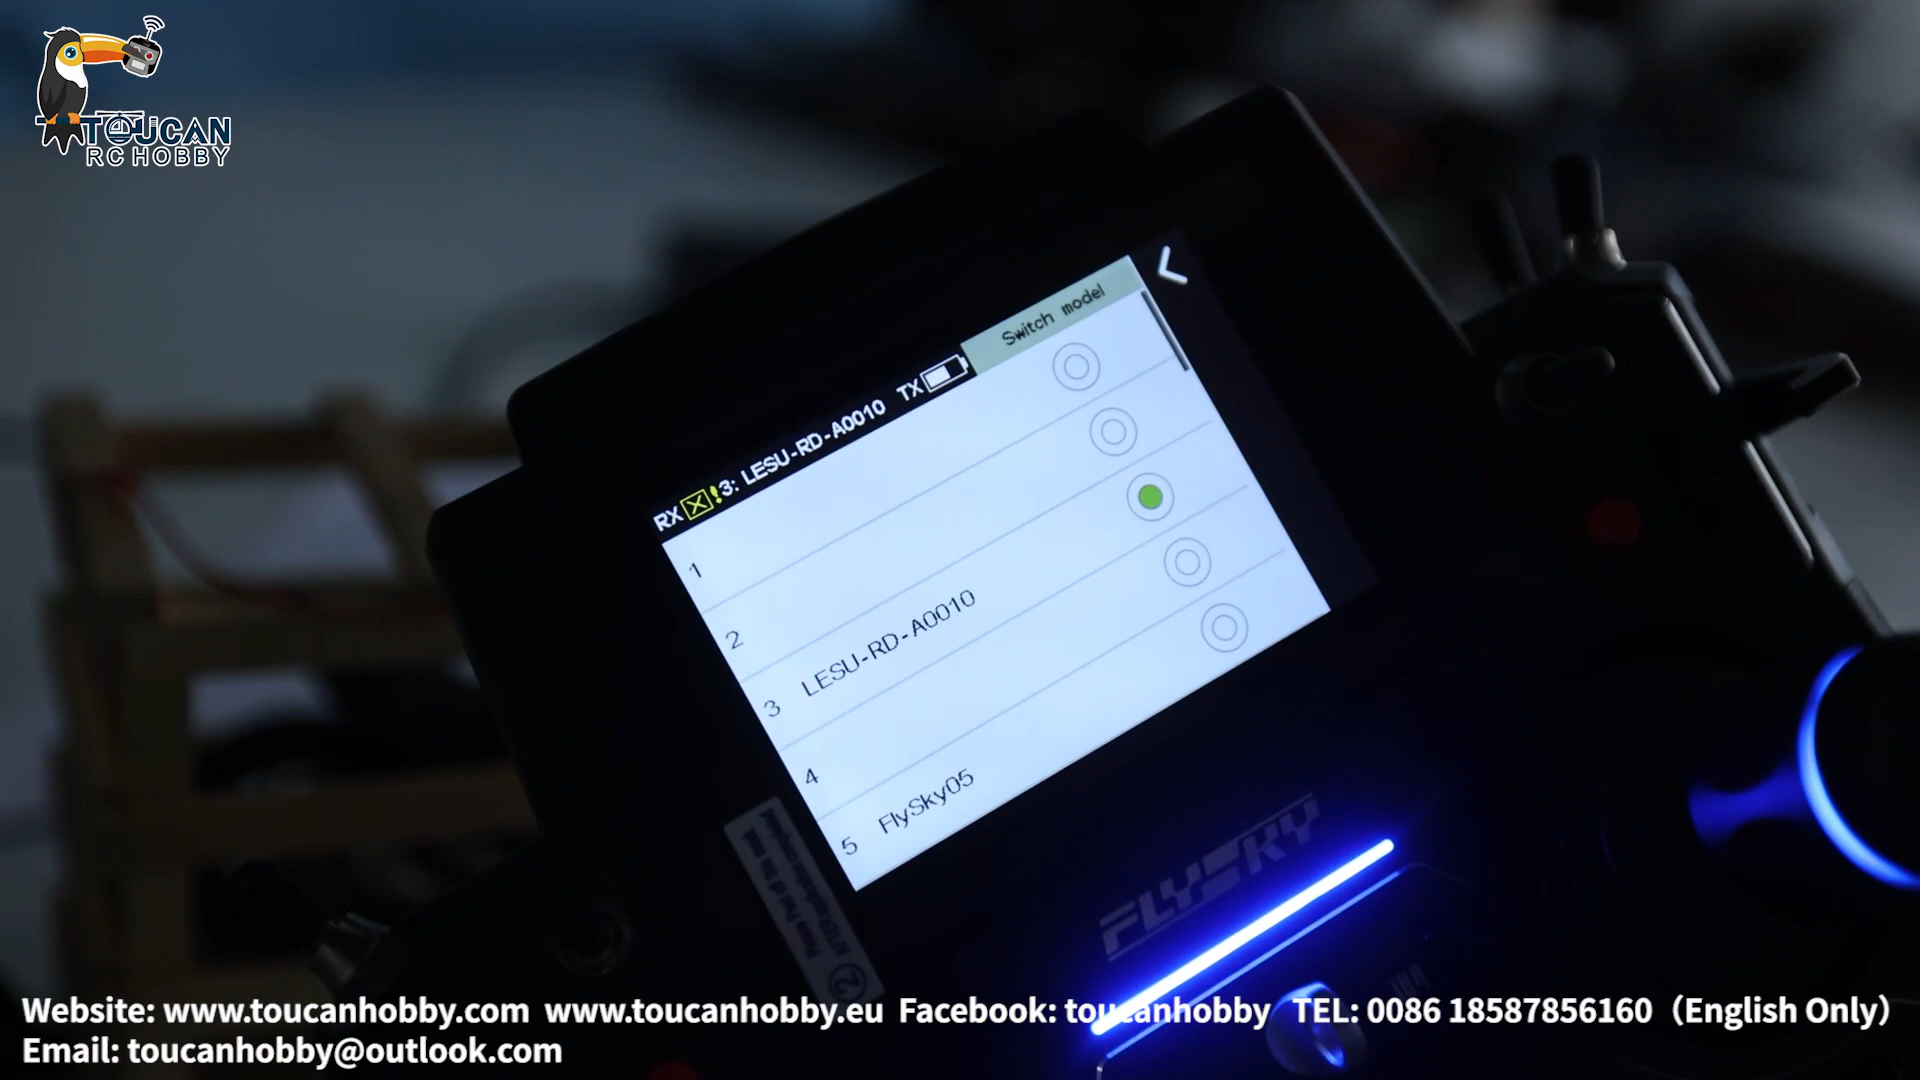 TOUCAN
RC HOBBY
RX !3: LESU-RD-A0010 TX
Switch model
1
2
3 LESU-RD-A0010
4
5 FlySky05
FLYSKY
Website: www.toucanhobby.com www.toucanhobby.eu Facebook: toucanhobby TEL: 0086 18587856160（English Only）
Email: toucanhobby@outlook.com